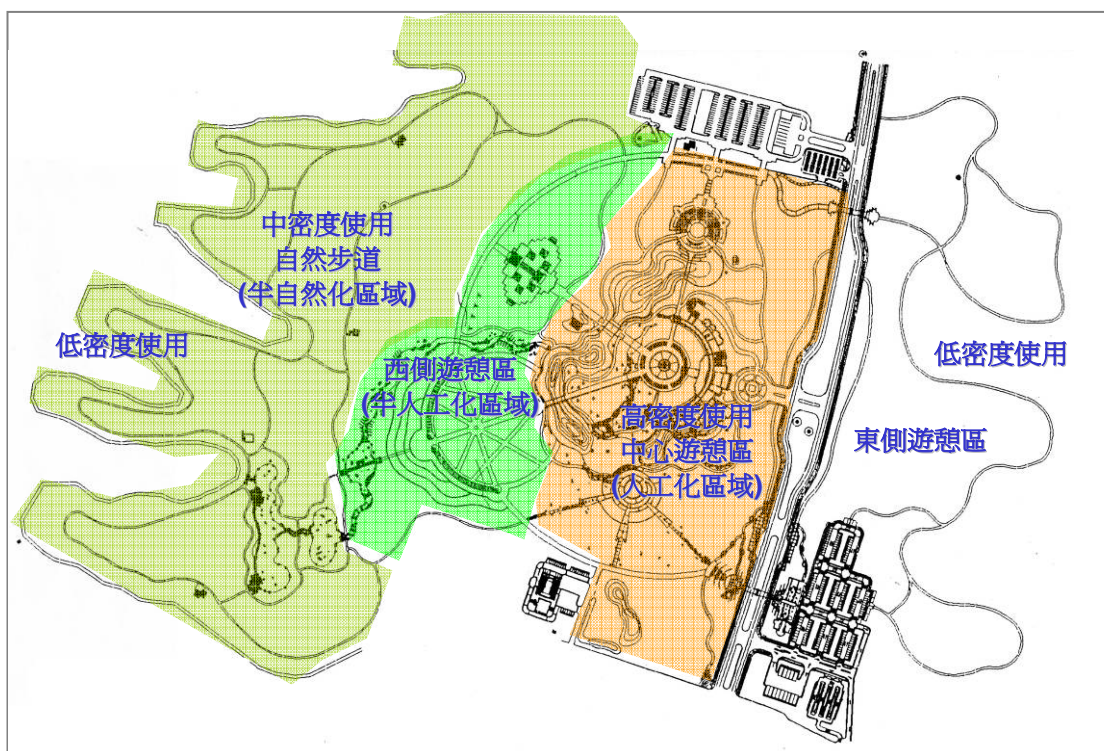 中密度使用
自然步道
(半自然化區域)
低密度使用
西側遊憩區
(半人工化區域)
高密度使用
中心遊憩區
(人工化區域)
低密度使用
東側遊憩區